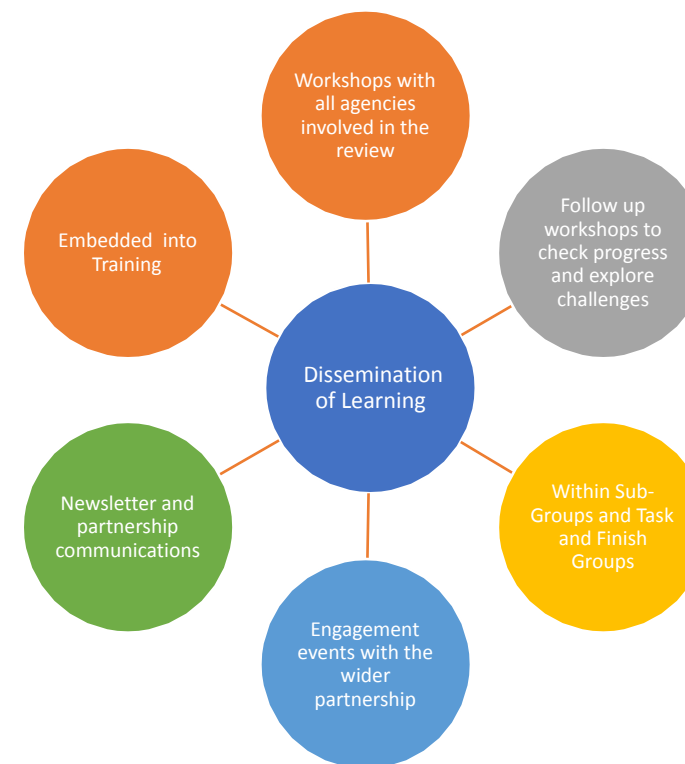 Workshops with
all agencies
involved in the
review
Follow up
workshops to
check progress
and explore
challenges
Embedded into
Training
Dissemination
of Learning
Newsletter and
partnership
communications
Within Sub-
Groups and Task
and Finish
Groups
Engagement
events with the
wider
partnership